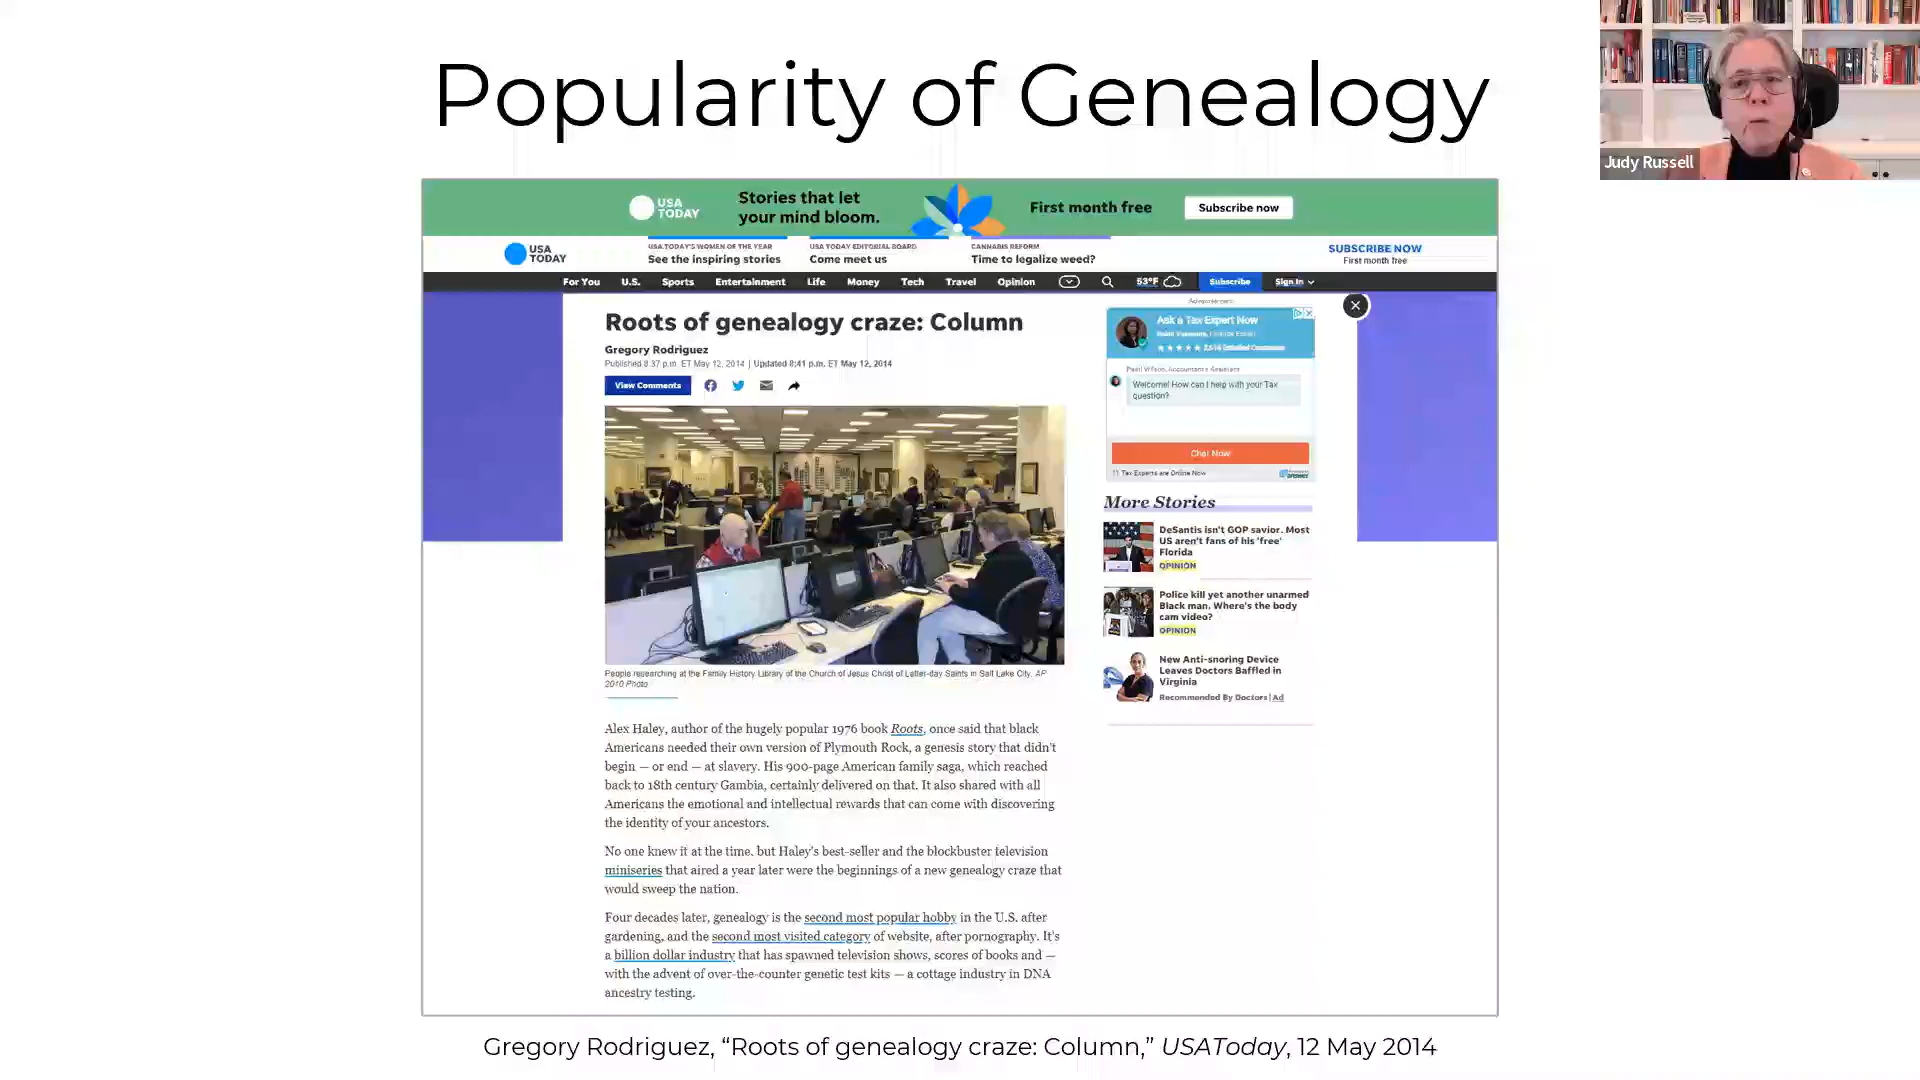 Popularity of Genealogy
Judy Russell
USA
TODAY
Stories that let
your mind bloom.
First month free
Subscribe now
USA
TODAY
USA TODAY'S WOMEN OF THE YEAR
See the inspiring stories
USA TODAY EDITORIAL BOARD
Come meet us
CANNABIS REFORM
Time to legalize weed?
SUBSCRIBE NOW
First month free
For You U.S. Sports Entertainment Life Money Tech Travel Opinion 53°F Subscribe Sign In
Advertisement
Roots of genealogy craze: Column
Gregory Rodriguez
Published 8:37 p.m. ET May 12, 2014 | Updated 8:41 p.m. ET May 12, 2014
View Comments
Ask a Tax Expert Now
Welcome! How can I help with your Tax
question?
Chat Now
11 Tax Experts are Online Now
More Stories
DeSantis isn't GOP savior. Most
US aren't fans of his 'free'
Florida
OPINION
Police kill yet another unarmed
Black man. Where's the body
cam video?
OPINION
New Anti-snoring Device
Leaves Doctors Baffled in
Virginia
Recommended By Doctors | Ad
People researching at the Family History Library of the Church of Jesus Christ of Latter-day Saints in Salt Lake City. AP
2010 Photo
Alex Haley, author of the hugely popular 1976 book Roots, once said that black
Americans needed their own version of Plymouth Rock, a genesis story that didn't
begin — or end — at slavery. His 900-page American family saga, which reached
back to 18th century Gambia, certainly delivered on that. It also shared with all
Americans the emotional and intellectual rewards that can come with discovering
the identity of your ancestors.
No one knew it at the time, but Haley's best-seller and the blockbuster television
miniseries that aired a year later were the beginnings of a new genealogy craze that
would sweep the nation.
Four decades later, genealogy is the second most popular hobby in the U.S. after
gardening, and the second most visited category of website, after pornography. It's
a billion dollar industry that has spawned television shows, scores of books and —
with the advent of over-the-counter genetic test kits — a cottage industry in DNA
ancestry testing.
Gregory Rodriguez, “Roots of genealogy craze: Column,” USAToday, 12 May 2014